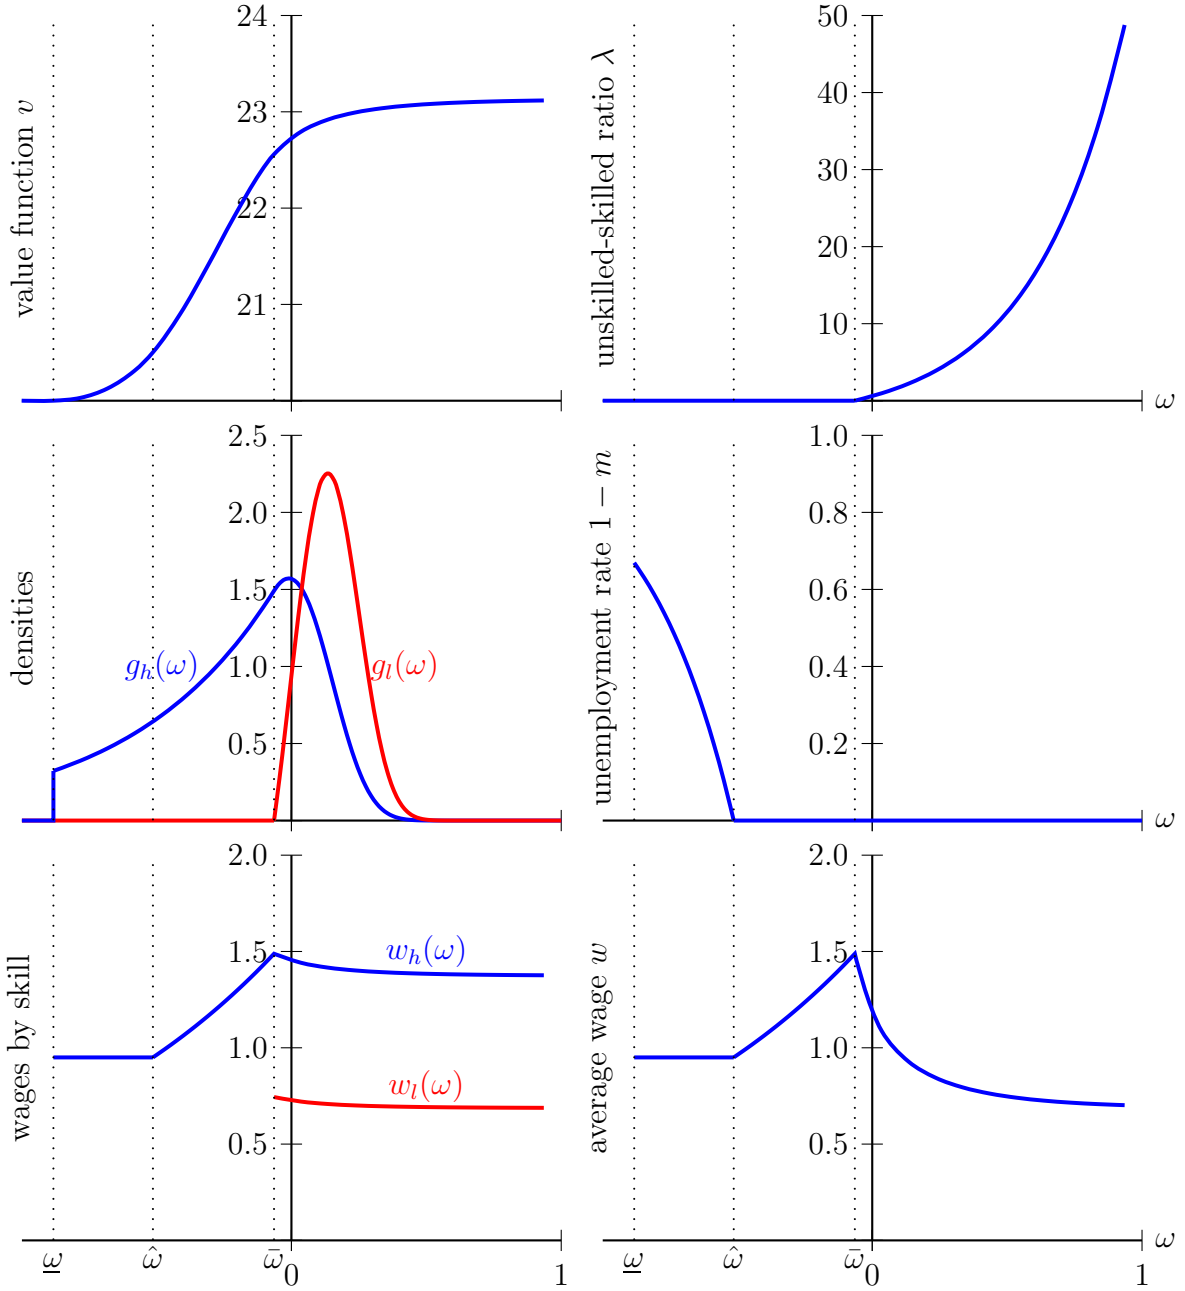 value function v
24
23
22
21
unskilled-skilled ratio λ
50
40
30
20
10
ω
densities
2.5
2.0
1.5
1.0
0.5
g_h(ω)
g_l(ω)
unemployment rate 1 − m
1.0
0.8
0.6
0.4
0.2
ω
wages by skill
2.0
1.5
1.0
0.5
w_h(ω)
w_l(ω)
ω̲ ω̂ ω̄ 0 1
average wage w
2.0
1.5
1.0
0.5
ω
ω̲ ω̂ ω̄ 0 1